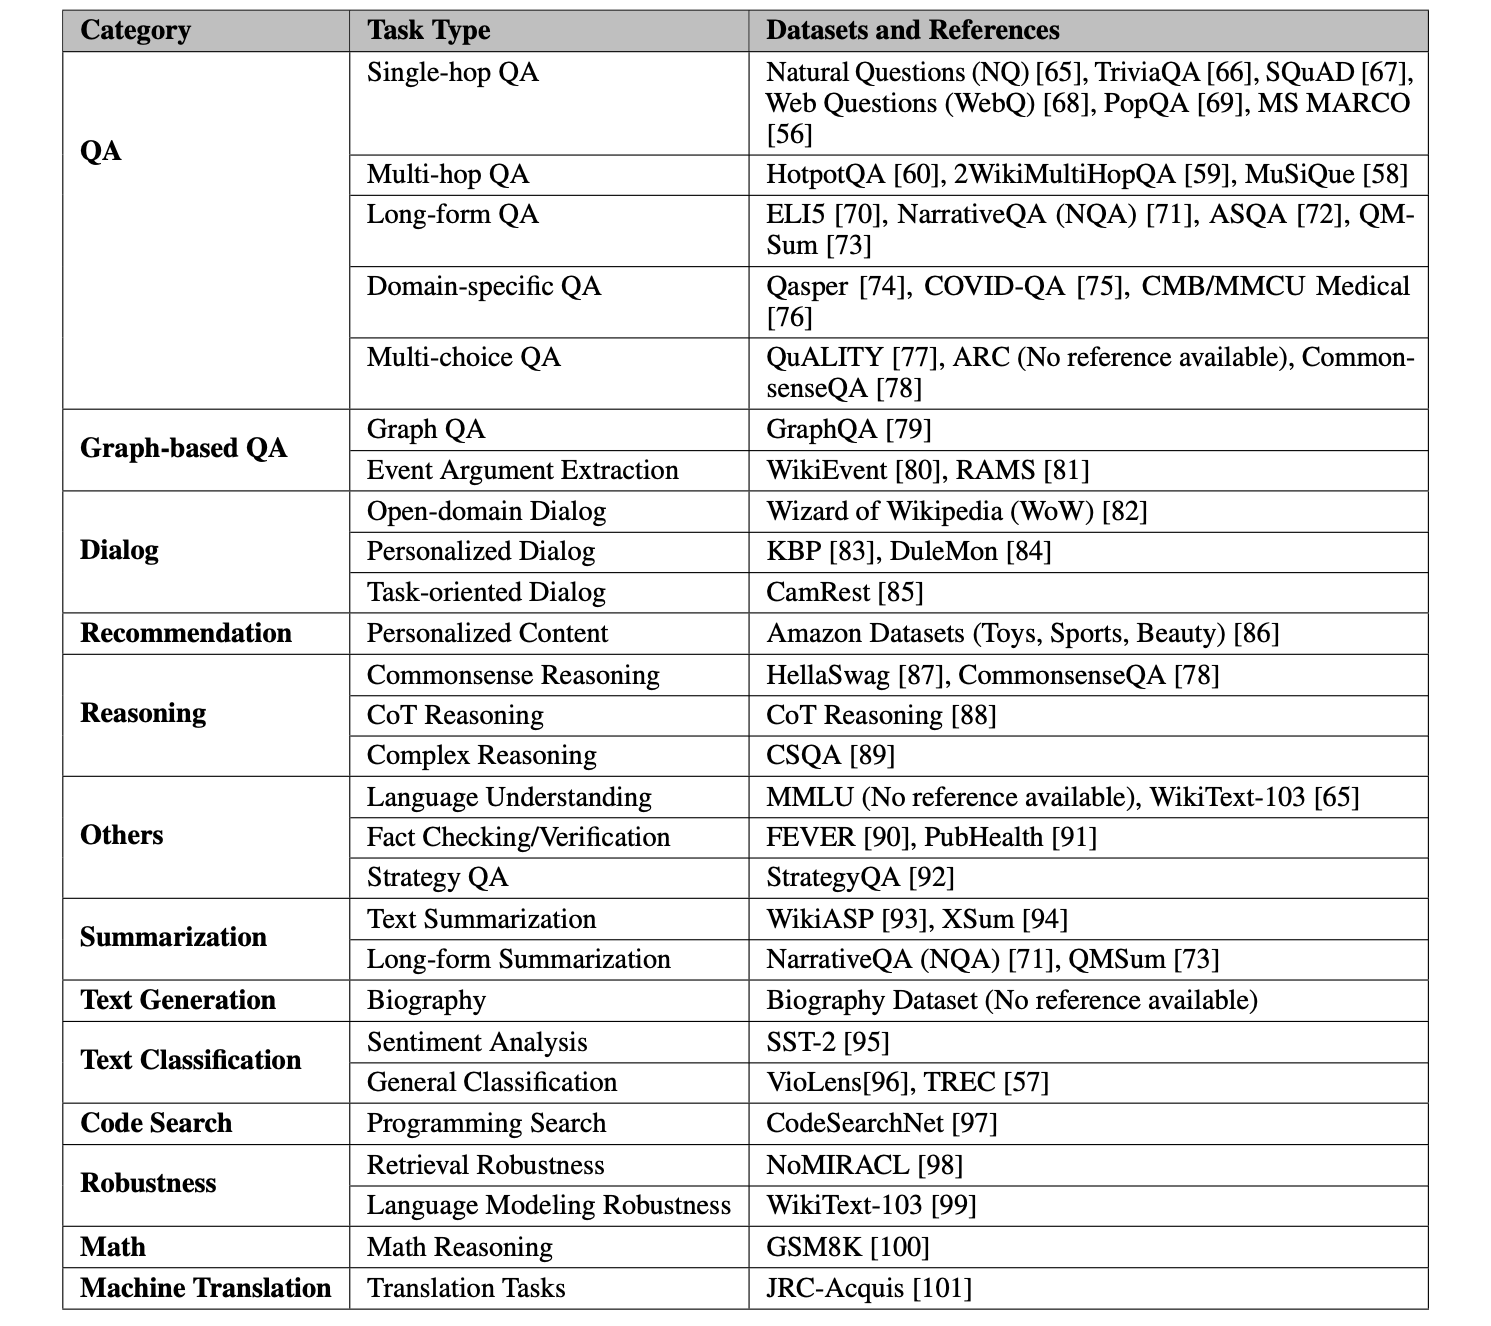 Category Task Type Datasets and References
QA
Single-hop QA Natural Questions (NQ) [65], TriviaQA [66], SQuAD [67],
Web Questions (WebQ) [68], PopQA [69], MS MARCO
[56]
Multi-hop QA HotpotQA [60], 2WikiMultiHopQA [59], MuSiQue [58]
Long-form QA ELI5 [70], NarrativeQA (NQA) [71], ASQA [72], QM-
Sum [73]
Domain-specific QA Qasper [74], COVID-QA [75], CMB/MMCU Medical
[76]
Multi-choice QA QuALITY [77], ARC (No reference available), Common-
senseQA [78]
Graph-based QA
Graph QA GraphQA [79]
Event Argument Extraction WikiEvent [80], RAMS [81]
Dialog
Open-domain Dialog Wizard of Wikipedia (WoW) [82]
Personalized Dialog KBP [83], DuleMon [84]
Task-oriented Dialog CamRest [85]
Recommendation Personalized Content Amazon Datasets (Toys, Sports, Beauty) [86]
Reasoning
Commonsense Reasoning HellaSwag [87], CommonsenseQA [78]
CoT Reasoning CoT Reasoning [88]
Complex Reasoning CSQA [89]
Others
Language Understanding MMLU (No reference available), WikiText-103 [65]
Fact Checking/Verification FEVER [90], PubHealth [91]
Strategy QA StrategyQA [92]
Summarization
Text Summarization WikiASP [93], XSum [94]
Long-form Summarization NarrativeQA (NQA) [71], QMSum [73]
Text Generation Biography Biography Dataset (No reference available)
Text Classification
Sentiment Analysis SST-2 [95]
General Classification VioLens[96], TREC [57]
Code Search Programming Search CodeSearchNet [97]
Robustness
Retrieval Robustness NoMIRACL [98]
Language Modeling Robustness WikiText-103 [99]
Math Math Reasoning GSM8K [100]
Machine Translation Translation Tasks JRC-Acquis [101]